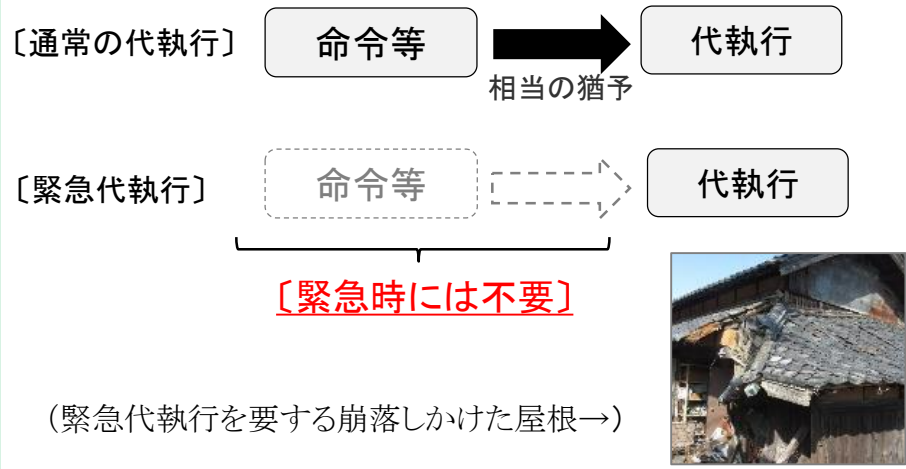 〔通常の代執行〕 命令等 代執行
相当の猶予
〔緊急代執行〕 命令等 代執行
〔緊急時には不要〕
（緊急代執行を要する崩落しかけた屋根→）